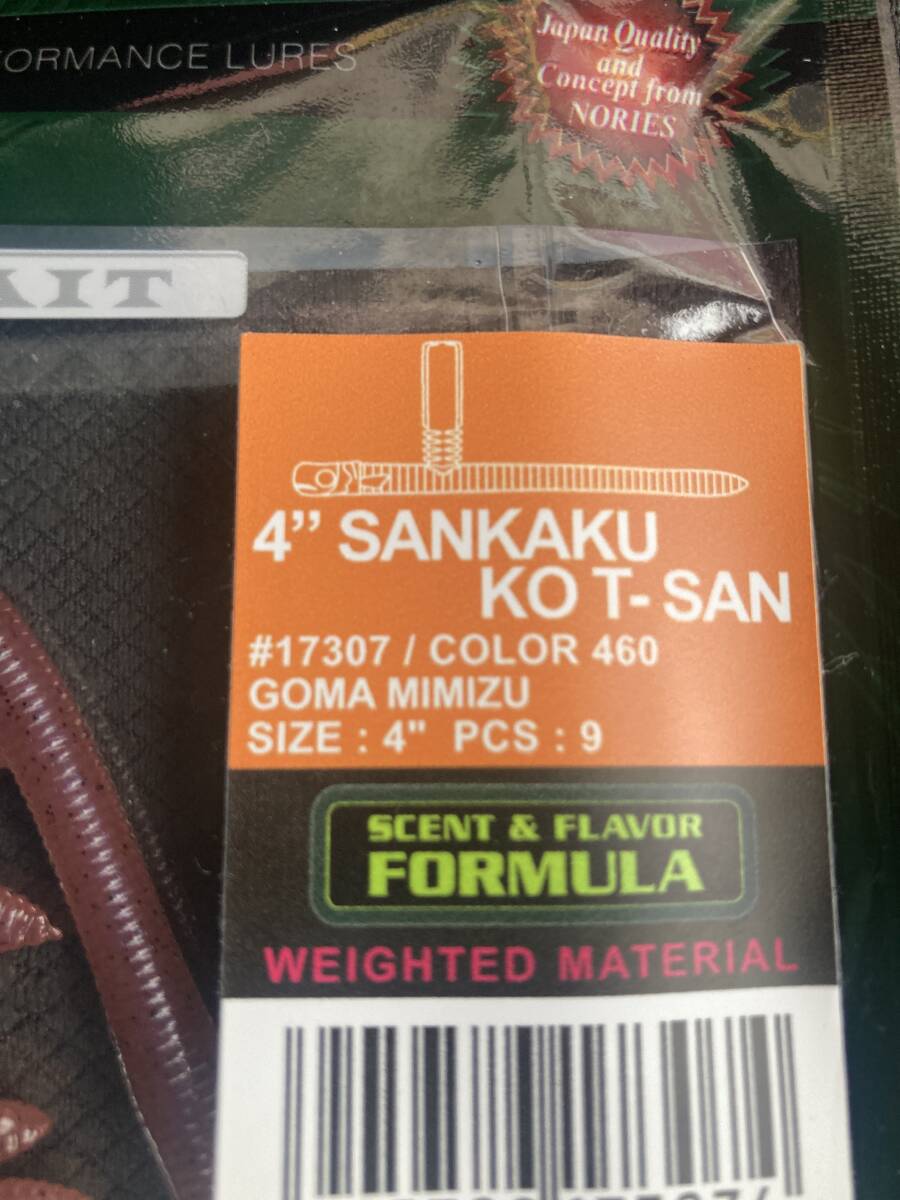 ORMANCE LURES
Japan Quality
and
Concept from
NORIES
AIT
4” SANKAKU
KO T- SAN
#17307 / COLOR 460
GOMA MIMIZU
SIZE : 4" PCS : 9
SCENT & FLAVOR
FORMULA
WEIGHTED MATERIAL